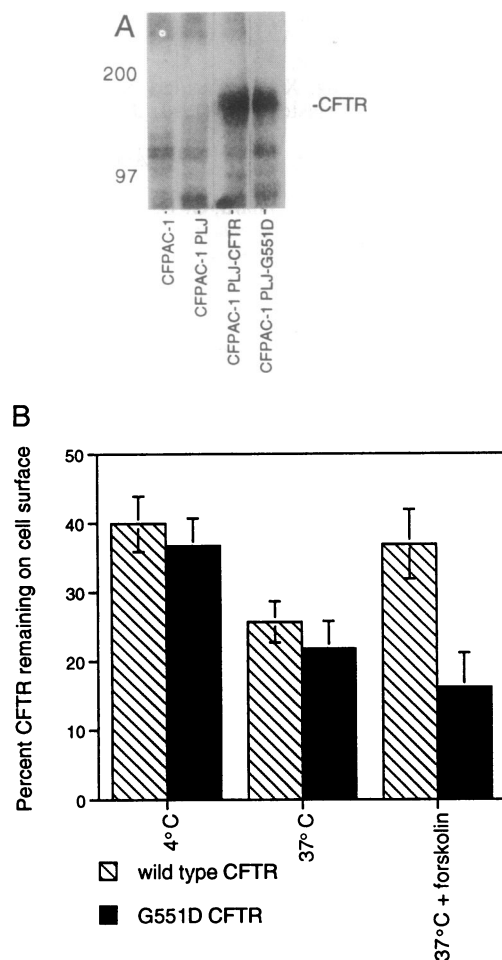 A
200
-CFTR
97
CFPAC-1 -
CFPAC-1 PLJ-
CFPAC-1 PLJ-CFTR-
CFPAC-1 PLJ-G551D-
B
Percent CFTR remaining on cell surface
50
40
30
20
10
0
4°C
37°C
37°C + forskolin
wild type CFTR
G551D CFTR